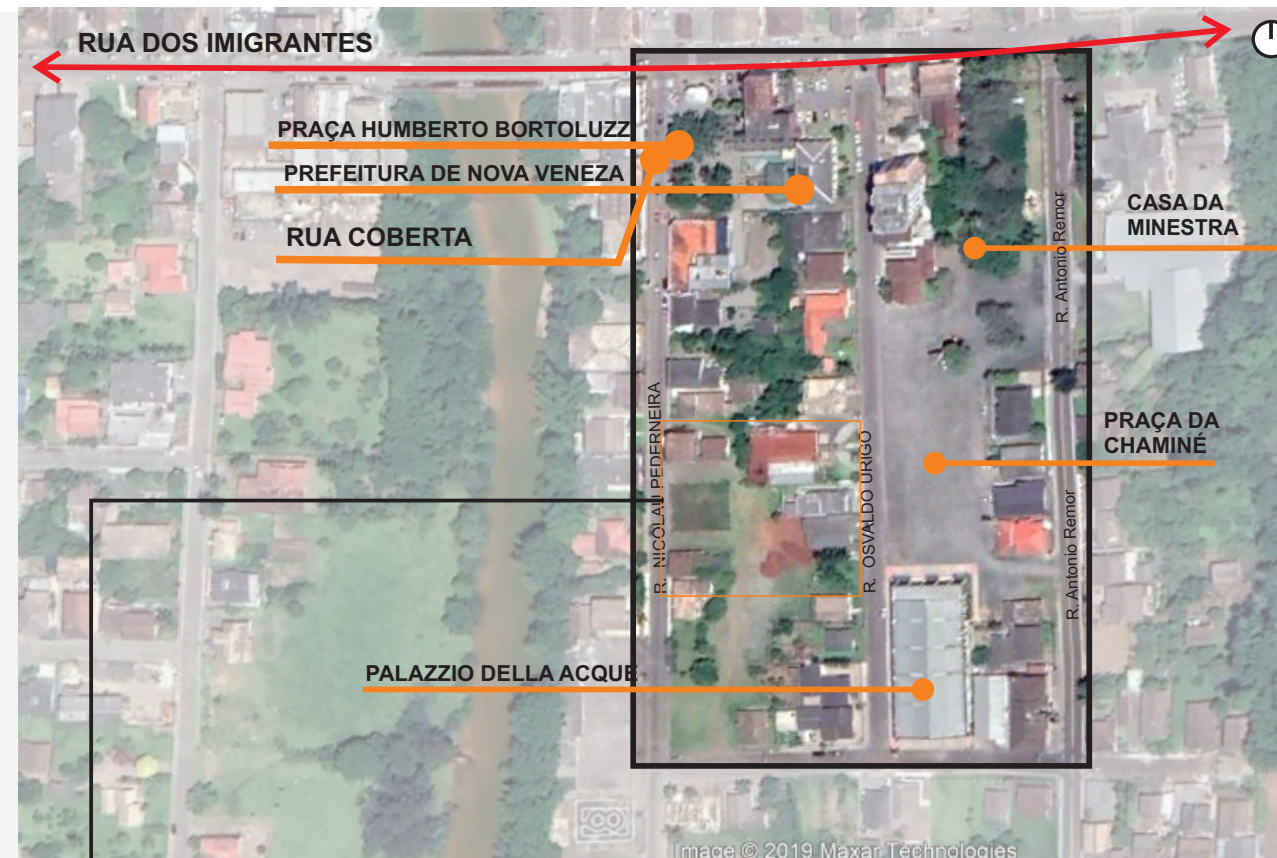 RUA DOS IMIGRANTES
PRAÇA HUMBERTO BORTOLUZZ
PREFEITURA DE NOVA VENEZA
RUA COBERTA
CASA DA
MINESTRA
R. Antonio Remor
PRAÇA DA
CHAMINÉ
R. NICOLAU PEDERNEIRA
R. OSVALDO URIGO
R. Antonio Remor
PALAZZIO DELLA ACQUE
Image © 2019 Maxar Technologies